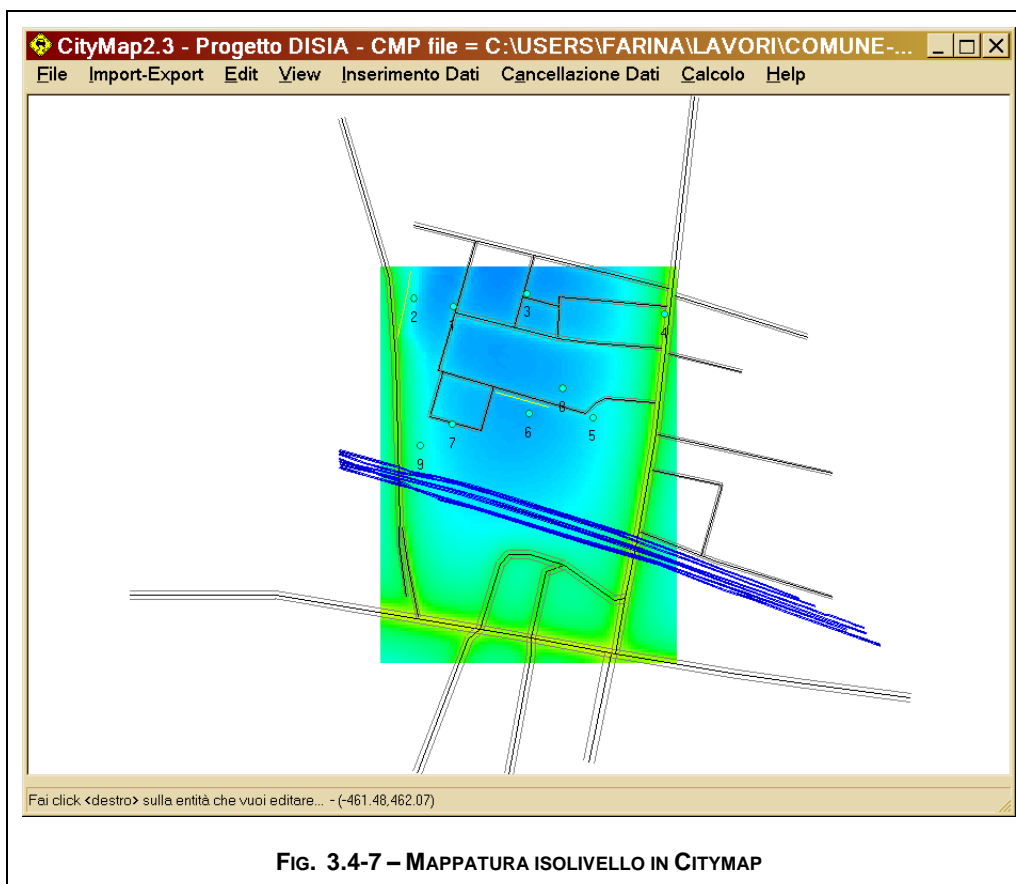 CityMap2.3 - Progetto DISIA - CMP file = C:\USERS\FARINA\LAVORI\COMUNE-...
File Import-Export Edit View Inserimento Dati Cancellazione Dati Calcolo Help
2
1
3
4
8
6
5
7
9
Fai click <destro> sulla entità che vuoi editare... - (-461.48,462.07)
FIG. 3.4-7 – MAPPATURA ISOLIVELLO IN CITYMAP